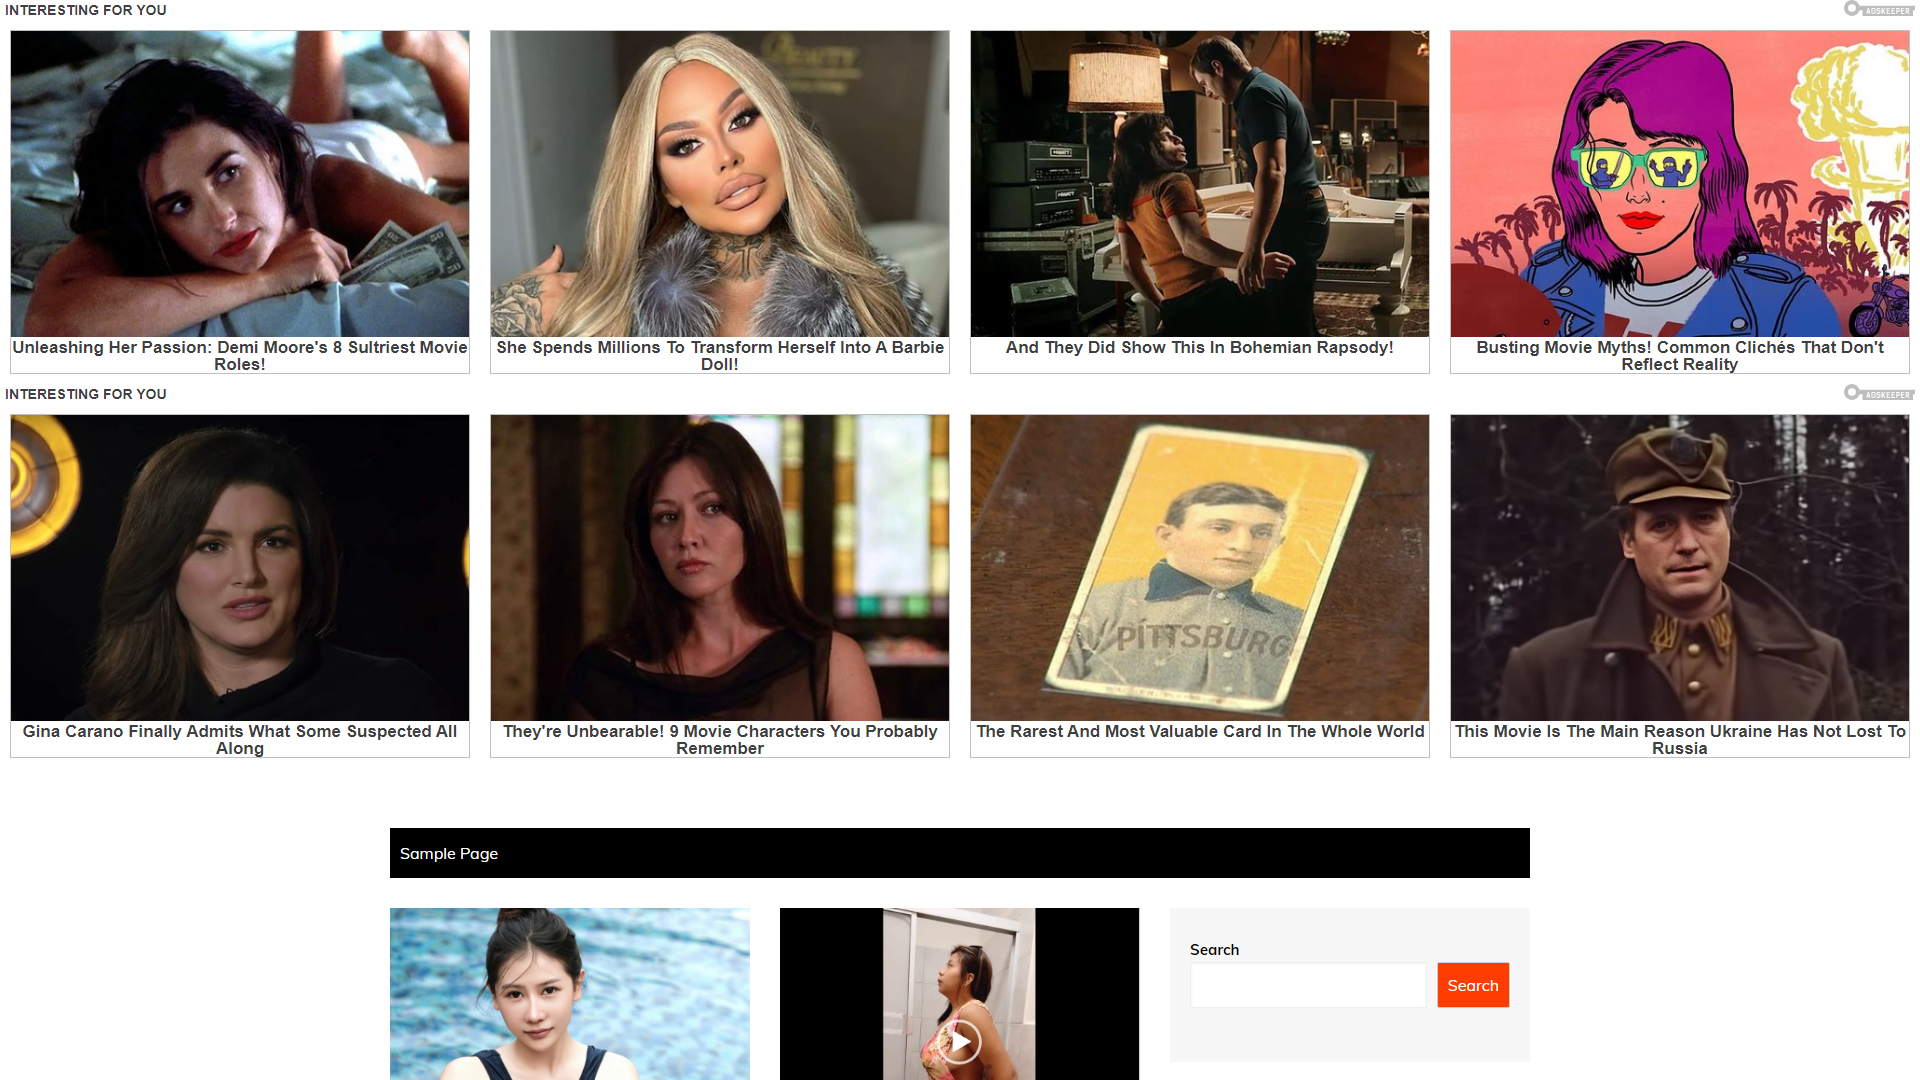 INTERESTING FOR YOU
ADSKEEPER
Unleashing Her Passion: Demi Moore's 8 Sultriest Movie
Roles!
She Spends Millions To Transform Herself Into A Barbie
Doll!
And They Did Show This In Bohemian Rapsody!
Busting Movie Myths! Common Clichés That Don't
Reflect Reality
INTERESTING FOR YOU
ADSKEEPER
PITTSBURG
Gina Carano Finally Admits What Some Suspected All
Along
They're Unbearable! 9 Movie Characters You Probably
Remember
The Rarest And Most Valuable Card In The Whole World
This Movie Is The Main Reason Ukraine Has Not Lost To
Russia
Sample Page
Search
Search